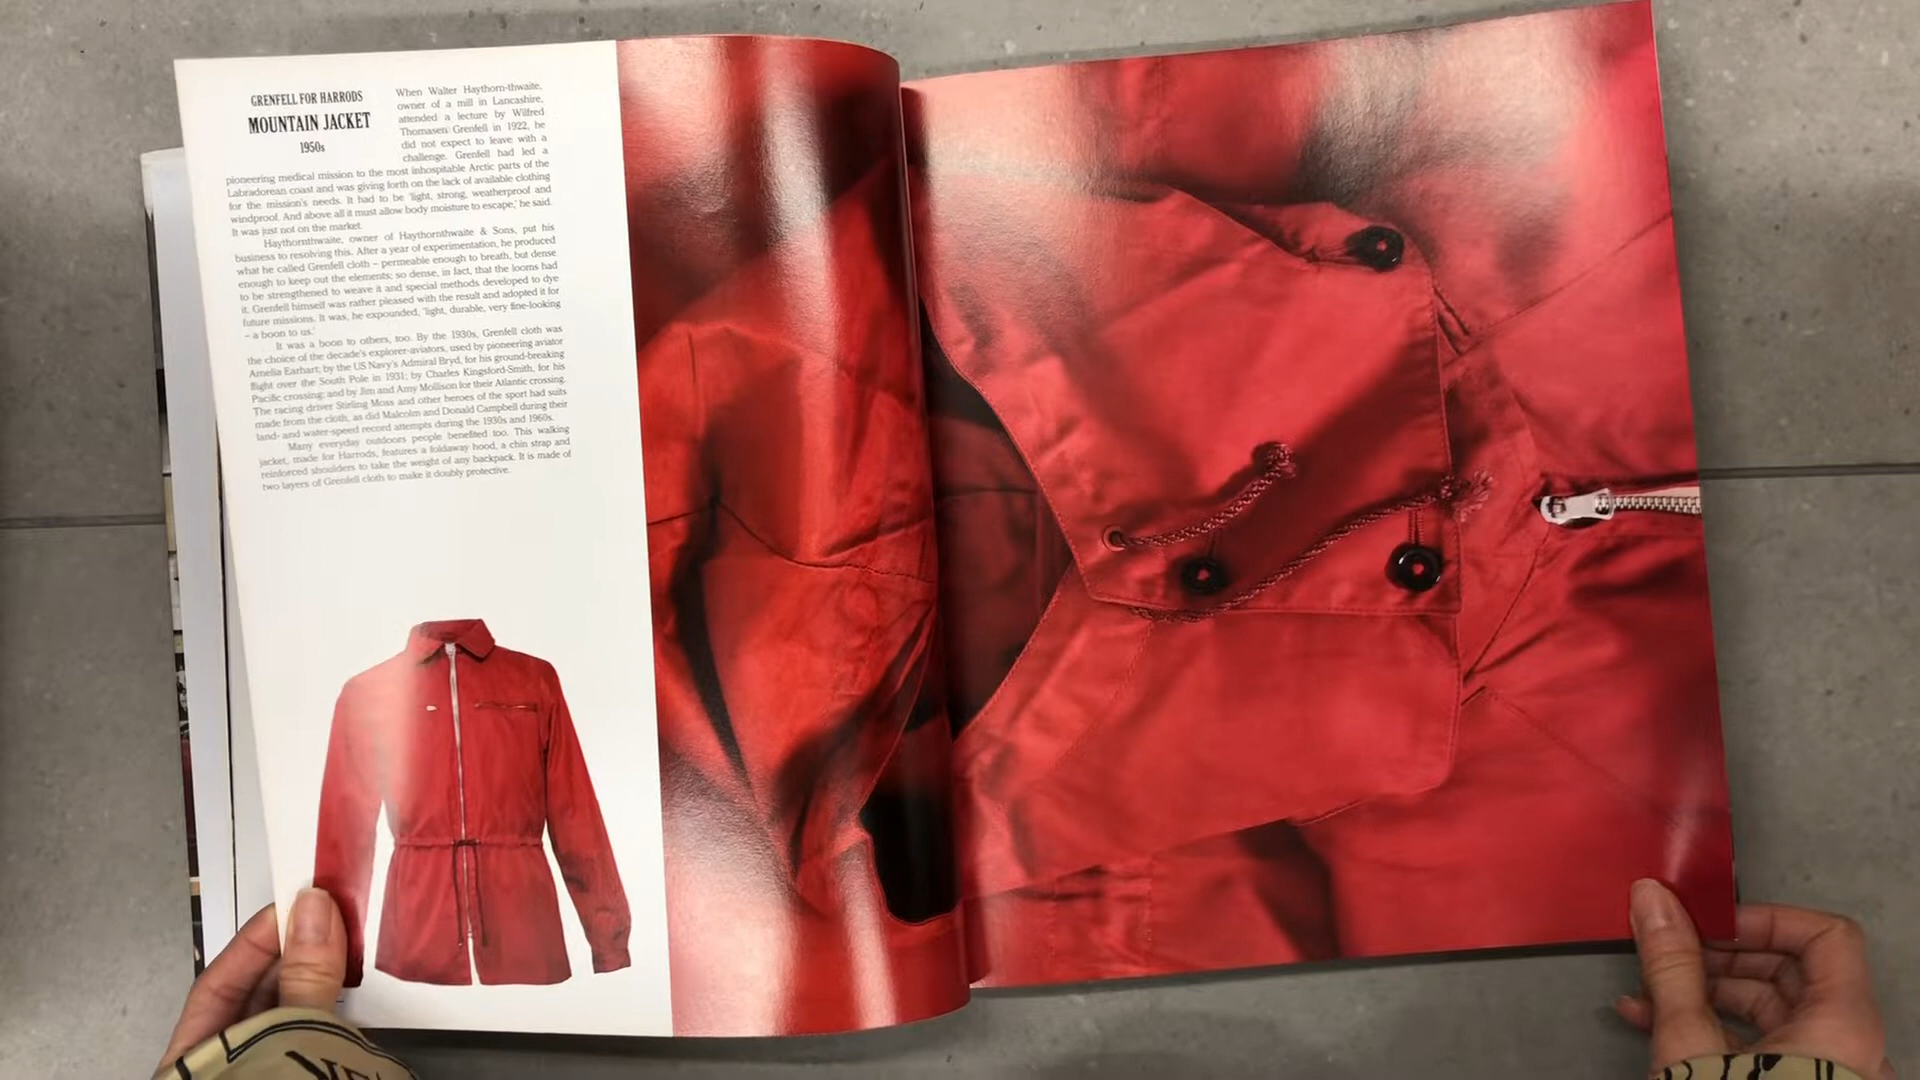 GRENFELL FOR HARRODS
MOUNTAIN JACKET
1950s
When Walter Haythorn-thwaite,
owner of a mill in Lancashire,
attended a lecture by Wilfred
Thomasen Grenfell in 1922, he
did not expect to leave with a
challenge. Grenfell had led a
pioneering medical mission to the most inhospitable Arctic parts of the
Labradorean coast and was giving forth on the lack of available clothing
for the mission's needs. It had to be 'light, strong, weatherproof and
windproof. And above all it must allow body moisture to escape,' he said.
It was just not on the market.
Haythornthwaite, owner of Haythornthwaite & Sons, put his
business to resolving this. After a year of experimentation, he produced
what he called Grenfell cloth – permeable enough to breath, but dense
enough to keep out the elements; so dense, in fact, that the looms had
to be strengthened to weave it and special methods developed to dye
it. Grenfell himself was rather pleased with the result and adopted it for
future missions. It was, he expounded, 'light, durable, very fine-looking
– a boon to us.'
It was a boon to others, too. By the 1930s, Grenfell cloth was
the choice of the decade's explorer-aviators, used by pioneering aviator
Amelia Earhart; by the US Navy's Admiral Bryd, for his ground-breaking
flight over the South Pole in 1931; by Charles Kingsford-Smith, for his
Pacific crossing; and by Jim and Amy Mollison for their Atlantic crossing.
The racing driver Stirling Moss and other heroes of the sport had suits
made from the cloth, as did Malcolm and Donald Campbell during their
land- and water-speed record attempts during the 1930s and 1960s.
Many everyday outdoors people benefited too. This walking
jacket, made for Harrods, features a foldaway hood, a chin strap and
reinforced shoulders to take the weight of any backpack. It is made of
two layers of Grenfell cloth to make it doubly protective.